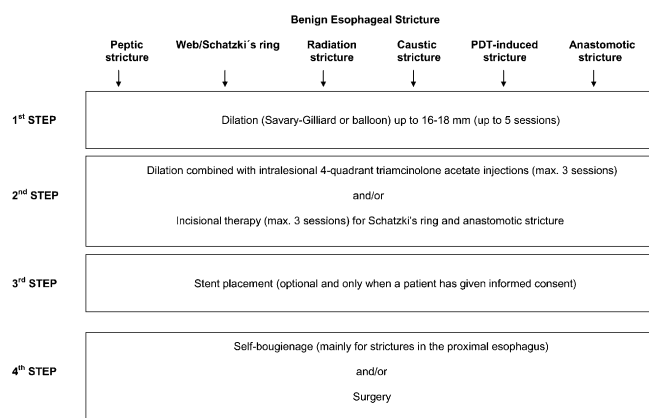 Benign Esophageal Stricture
Peptic stricture
Web/Schatzki´s ring
Radiation stricture
Caustic stricture
PDT-induced stricture
Anastomotic stricture
1st STEP
Dilation (Savary-Gilliard or balloon) up to 16-18 mm (up to 5 sessions)
2nd STEP
Dilation combined with intralesional 4-quadrant triamcinolone acetate injections (max. 3 sessions)
and/or
Incisional therapy (max. 3 sessions) for Schatzki's ring and anastomotic stricture
3rd STEP
Stent placement (optional and only when a patient has given informed consent)
4th STEP
Self-bougienage (mainly for strictures in the proximal esophagus)
and/or
Surgery